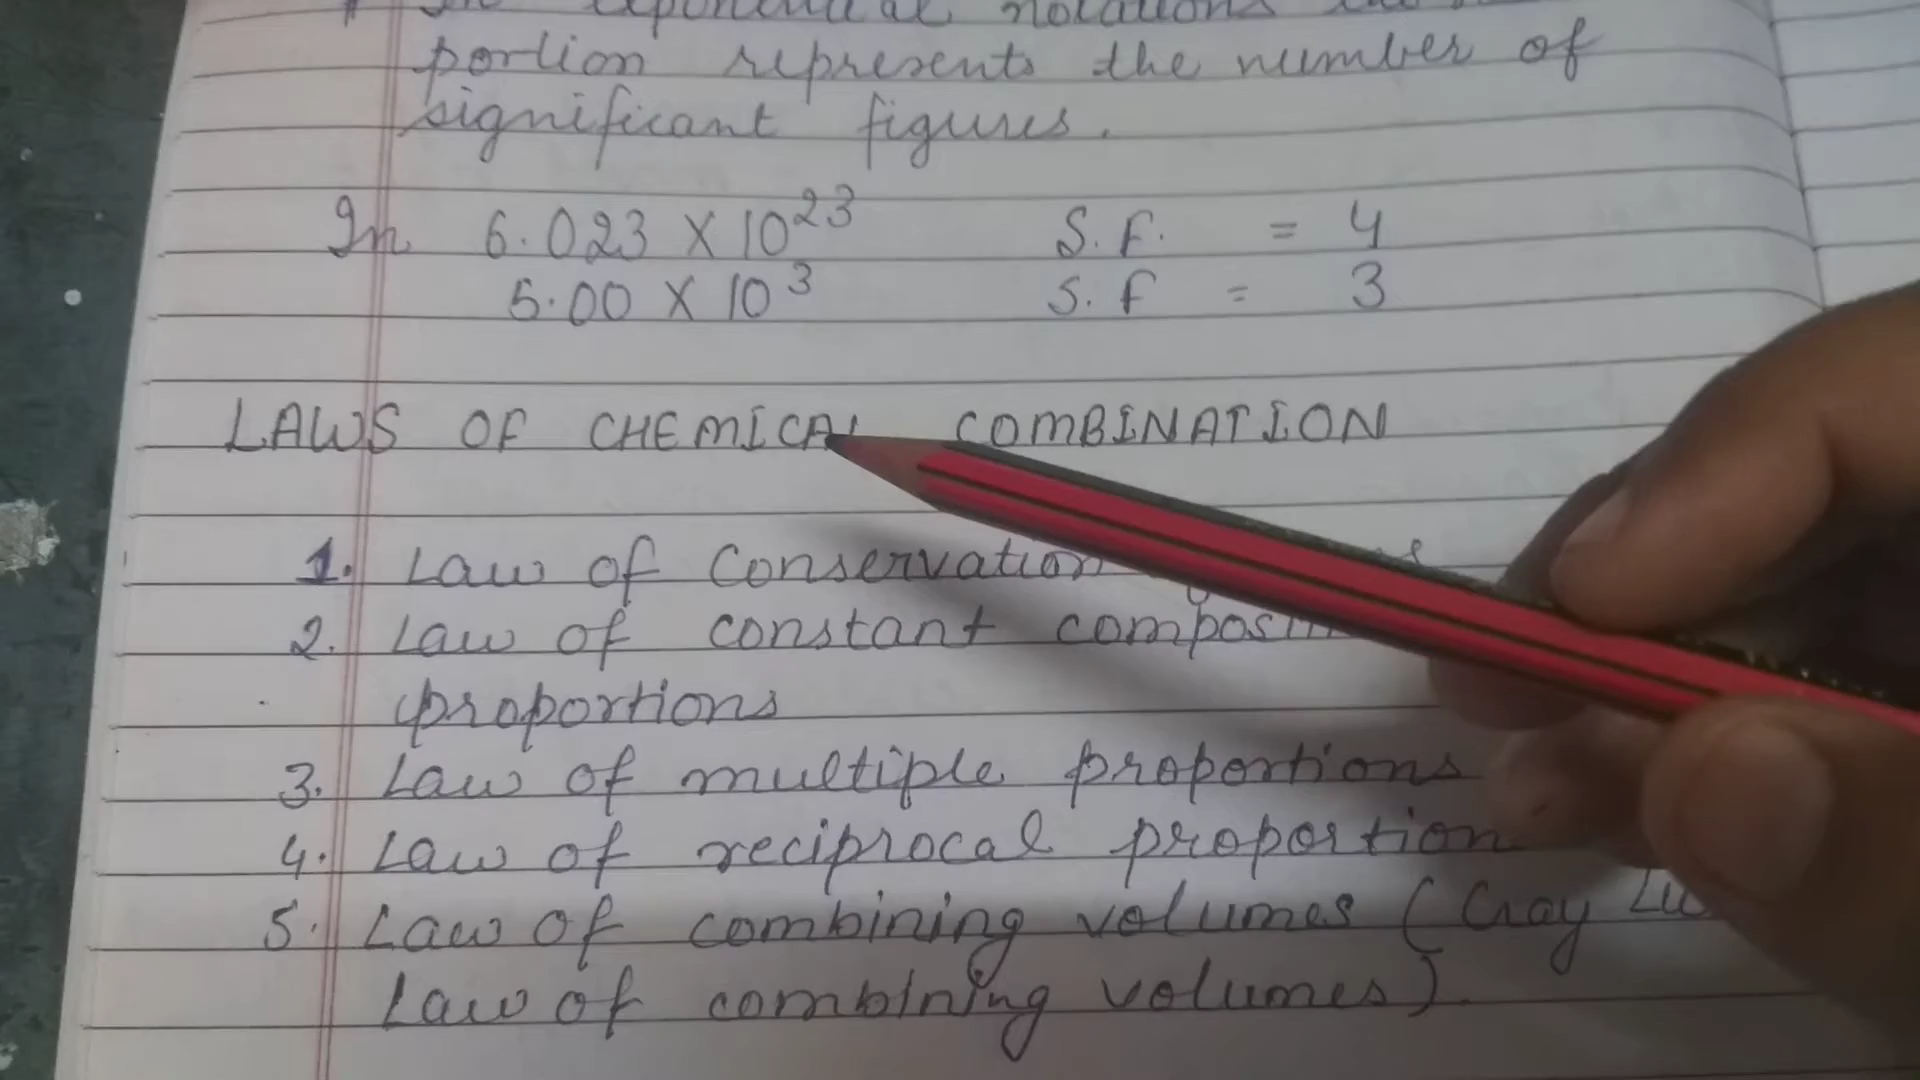 notations
portion represents the number of
significant figures.
In 6.023 X 10²³ S.F. = 4
5.00 X 10³ S.F = 3
LAWS OF CHEMICAL COMBINATION
1. Law of Conservation
2. Law of constant
proportions
3. Law of multiple proportions
4. Law of reciprocal proportion
5. Law of combining volumes (Gay
Law of combining volumes)